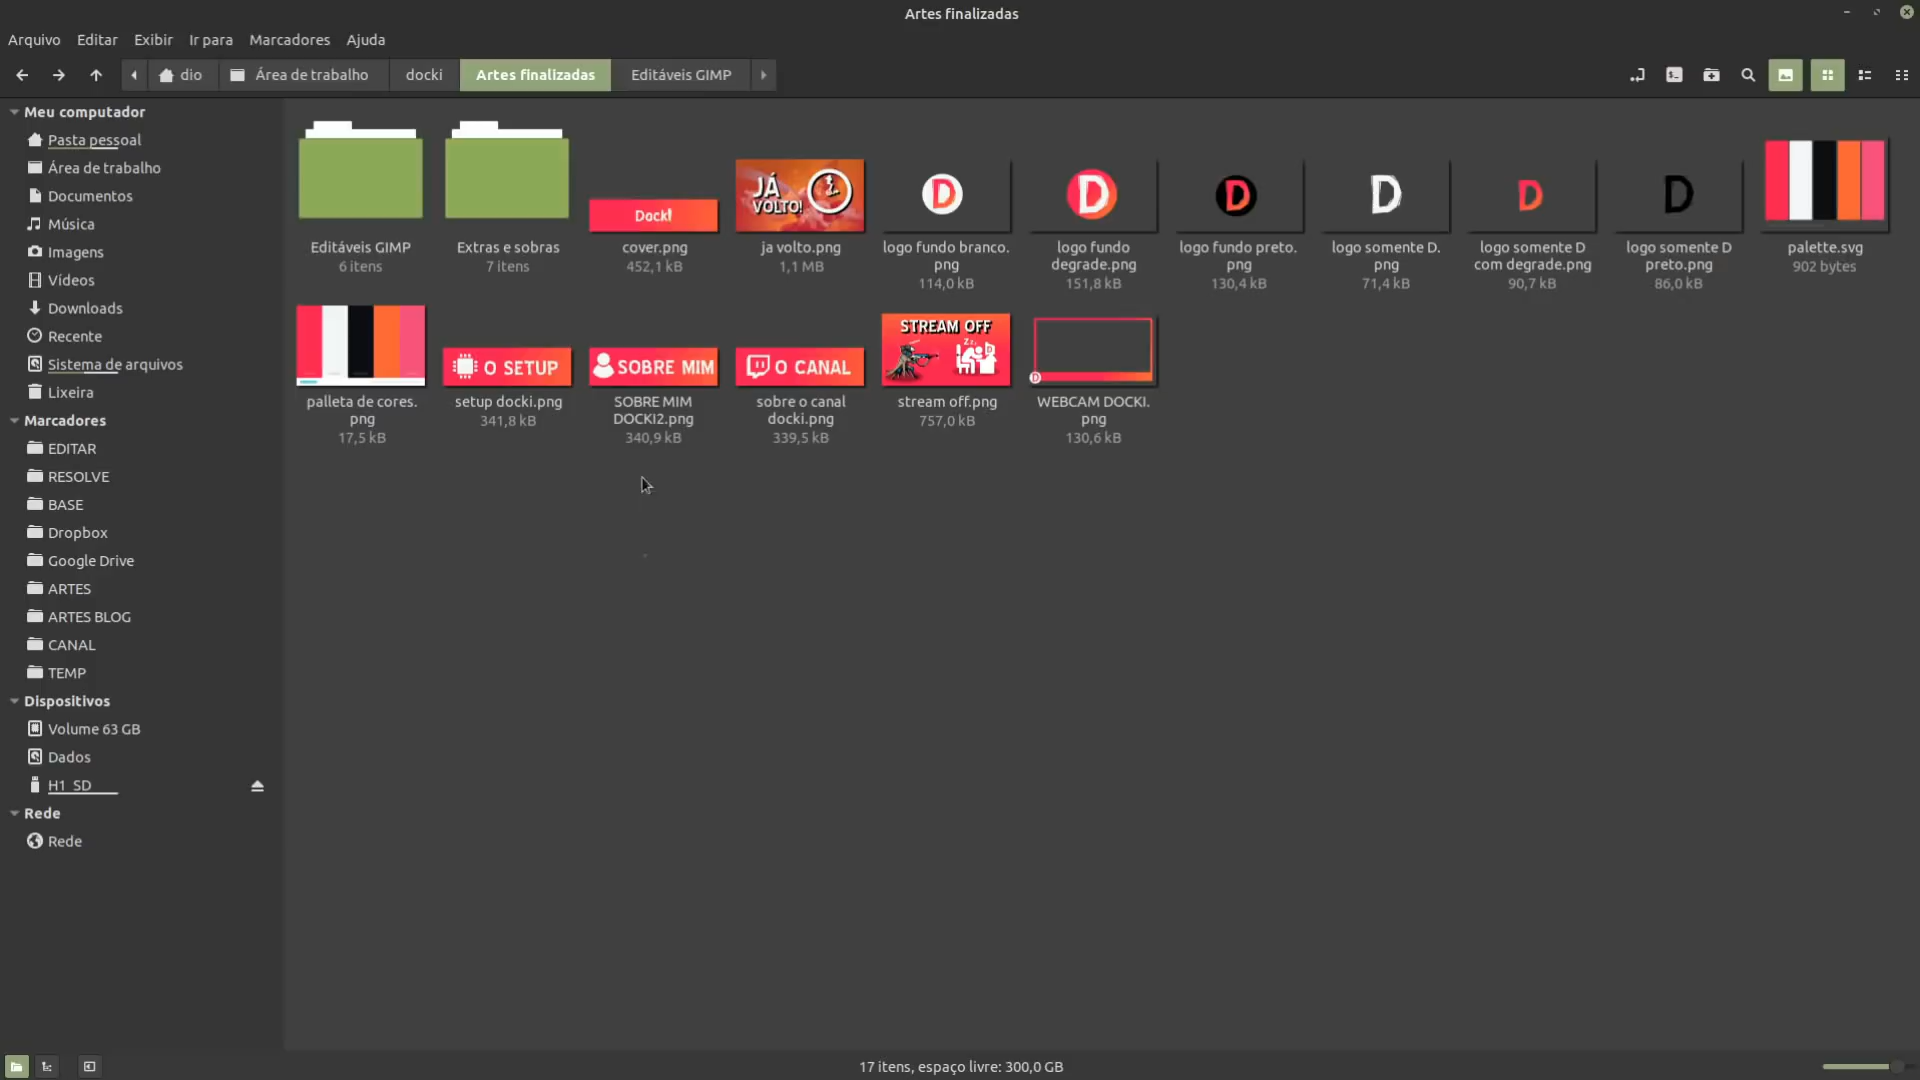 Artes finalizadas
Arquivo Editar Exibir Ir para Marcadores Ajuda
dio Área de trabalho docki Artes finalizadas Editáveis GIMP
Meu computador
Pasta pessoal
Área de trabalho
Documentos
Música
Imagens
Vídeos
Downloads
Recente
Sistema de arquivos
Lixeira
Marcadores
EDITAR
RESOLVE
BASE
Dropbox
Google Drive
ARTES
ARTES BLOG
CANAL
TEMP
Dispositivos
Volume 63 GB
Dados
H1_SD
Rede
Rede
Editáveis GIMP
6 itens
Extras e sobras
7 itens
Dock!
cover.png
452,1 kB
JÁ
VOLTO!
ja volto.png
1,1 MB
D
logo fundo branco.
png
114,0 kB
D
logo fundo
degrade.png
151,8 kB
D
logo fundo preto.
png
130,4 kB
D
logo somente D.
png
71,4 kB
D
logo somente D
com degrade.png
90,7 kB
D
logo somente D
preto.png
86,0 kB
palette.svg
902 bytes
palleta de cores.
png
17,5 kB
O SETUP
setup docki.png
341,8 kB
SOBRE MIM
SOBRE MIM
DOCKI2.png
340,9 kB
O CANAL
sobre o canal
docki.png
339,5 kB
STREAM OFF
stream off.png
757,0 kB
D
WEBCAM DOCKI.
png
130,6 kB
17 itens, espaço livre: 300,0 GB